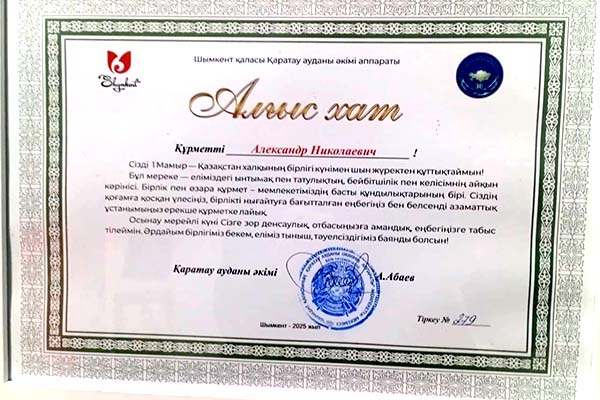 Шымкент қаласы Қаратау ауданы әкімі аппараты
Shymkent
Алғыс хат
Құрметті Александр Николаевич !
Сізді 1 Мамыр — Қазақстан халқының бірлігі күнімен шын жүректен құттықтаймын!
Бұл мереке — еліміздегі ынтымақ пен татулықтың, бейбітшілік пен келісімнің айқын
көрінісі. Бірлік пен өзара құрмет – мемлекетіміздің басты құндылықтарының бірі. Сіздің
қоғамға қосқан үлесіңіз, бірлікті нығайтуға бағытталған еңбегіңіз бен белсенді азаматтық
ұстанымыңыз ерекше құрметке лайық.
Осынау мерейлі күні Сізге зор денсаулық, отбасыңызға амандық, еңбегіңізге табыс
тілеймін. Әрдайым бірлігіміз бекем, еліміз тыныш, тәуелсіздігіміз баянды болсын!
Қаратау ауданы әкімі
А.Абаев
Тіркеу № 279
Шымкент - 2025 жыл